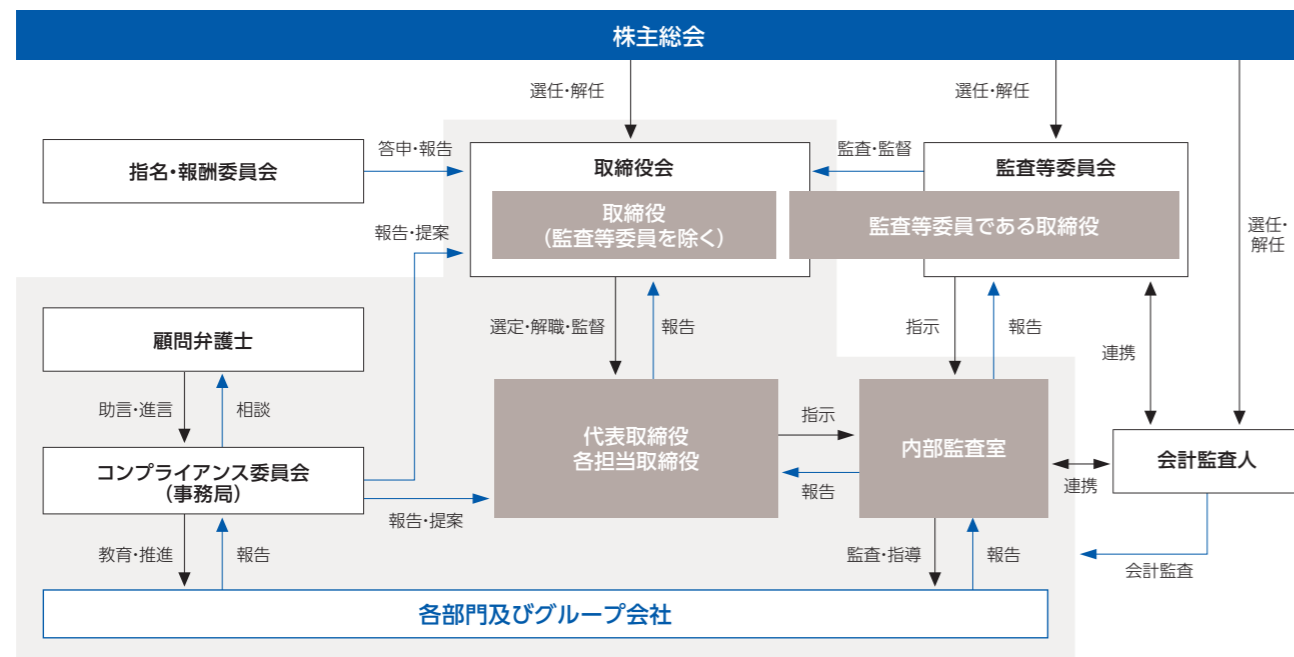 株主総会
選任・解任
選任・解任
指名・報酬委員会
答申・報告
取締役会
監査・監督
監査等委員会
取締役
(監査等委員を除く)
監査等委員である取締役
報告・提案
選任・
解任
顧問弁護士
選定・解職・監督
報告
指示
報告
連携
助言・進言
相談
代表取締役
各担当取締役
指示
報告
内部監査室
連携
会計監査人
コンプライアンス委員会
(事務局)
報告・提案
教育・推進
報告
監査・指導
報告
会計監査
各部門及びグループ会社